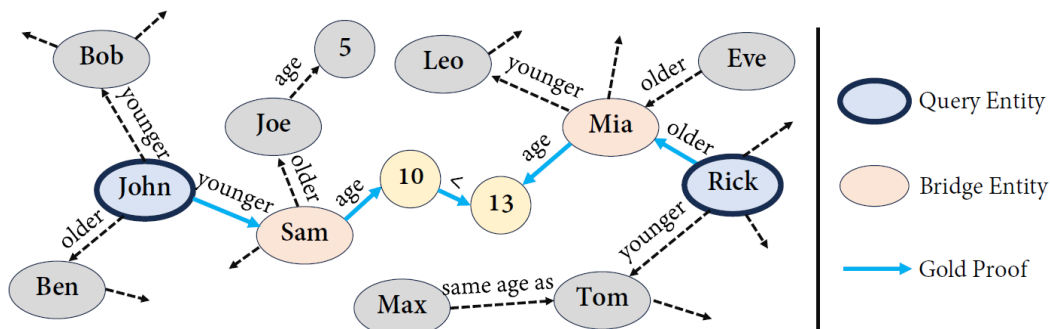 Bob
5
age
younger
Joe
John
younger
older
age
10
<
13
Sam
older
Ben
Leo
younger
older
Eve
Mia
age
older
Rick
younger
Max
same age as
Tom
Query Entity
Bridge Entity
Gold Proof